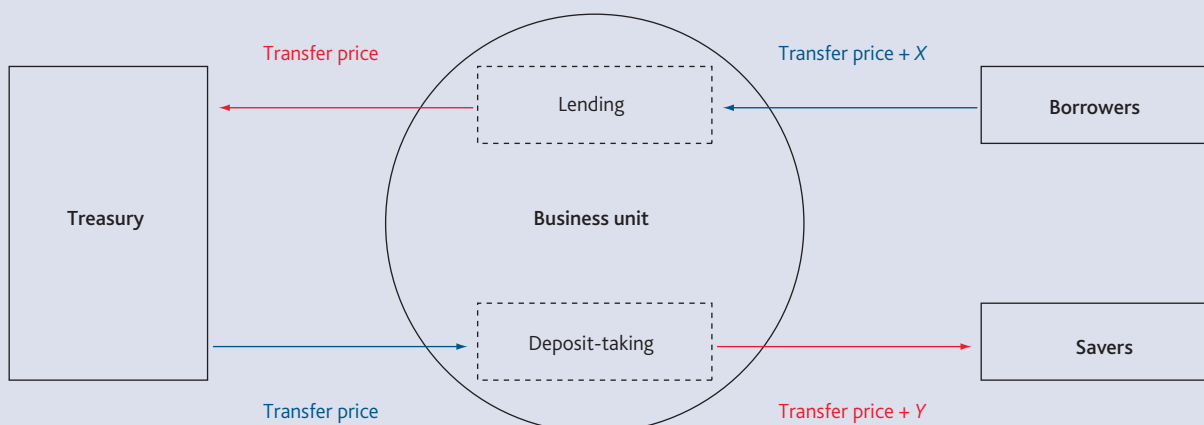 Transfer price
Transfer price + X
Lending
Borrowers
Treasury
Business unit
Deposit-taking
Savers
Transfer price
Transfer price + Y